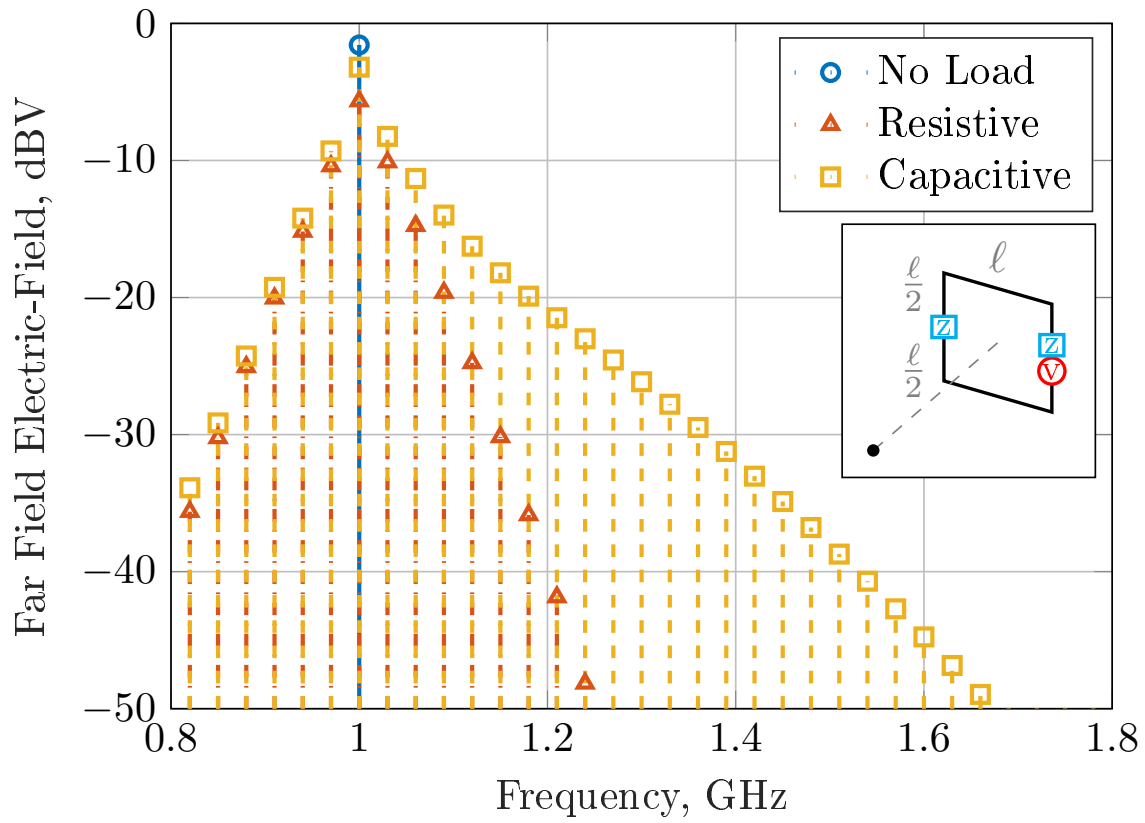 Far Field Electric-Field, dBV
0
−10
−20
−30
−40
−50
No Load
Resistive
Capacitive
ℓ
ℓ/2
Z
Z
ℓ/2
V
0.8 1 1.2 1.4 1.6 1.8
Frequency, GHz